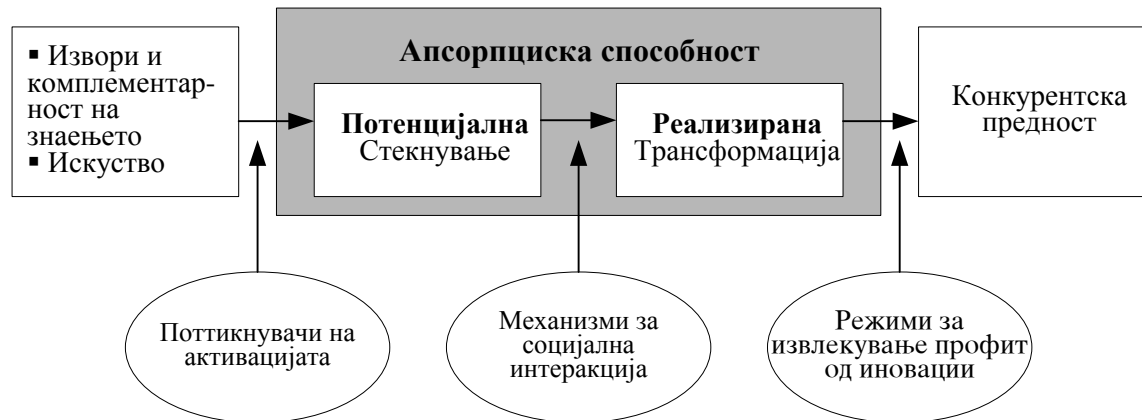 ▪ Извори и
комплементар-
ност на
знаењето
▪ Искуство
Апсорпциска способност
Потенцијална
Стекнување
Реализирана
Трансформација
Конкурентска
предност
Поттикнувачи на
активацијата
Механизми за
социјална
интеракција
Режими за
извлекување профит
од иновации